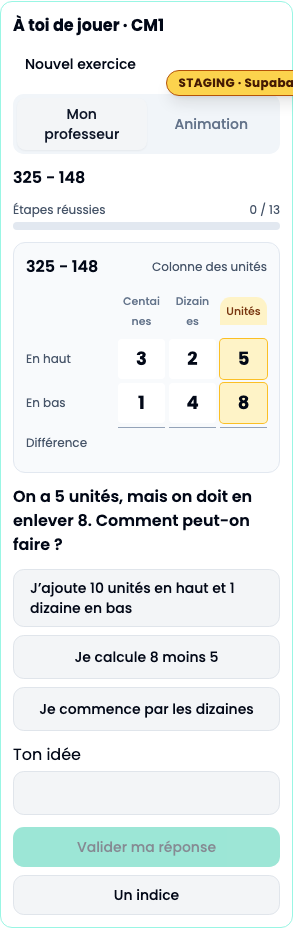 À toi de jouer · CM1
Nouvel exercice
STAGING · Supaba
Mon
professeur
Animation
325 - 148
Étapes réussies
0 / 13
325 - 148
Colonne des unités
Centai
nes
Dizain
es
Unités
En haut
3
2
5
En bas
1
4
8
Différence
On a 5 unités, mais on doit en
enlever 8. Comment peut-on
faire ?
J’ajoute 10 unités en haut et 1
dizaine en bas
Je calcule 8 moins 5
Je commence par les dizaines
Ton idée
Valider ma réponse
Un indice